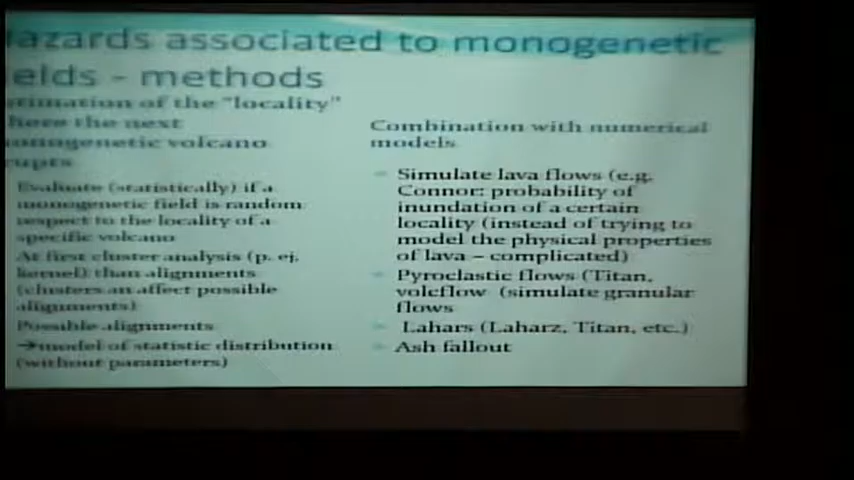 azards associated to monogenetic
elds - methods
timation of the "locality"
here the next
onogenetic volcano
rupts
Evaluate (statistically) if a
monogenetic field is random
respect to the locality of a
specific volcano
At first cluster analysis (p. ej.
kernel) than alignments
(clusters an affect possible
alignments)
Possible alignments
→model of statistic distribution
(without parameters)
Combination with numerical
models
Simulate lava flows (e.g.
Connor: probability of
inundation of a certain
locality (instead of trying to
model the physical properties
of lava – complicated)
Pyroclastic flows (Titan,
volcflow (simulate granular
flows
Lahars (Laharz, Titan, etc.)
Ash fallout